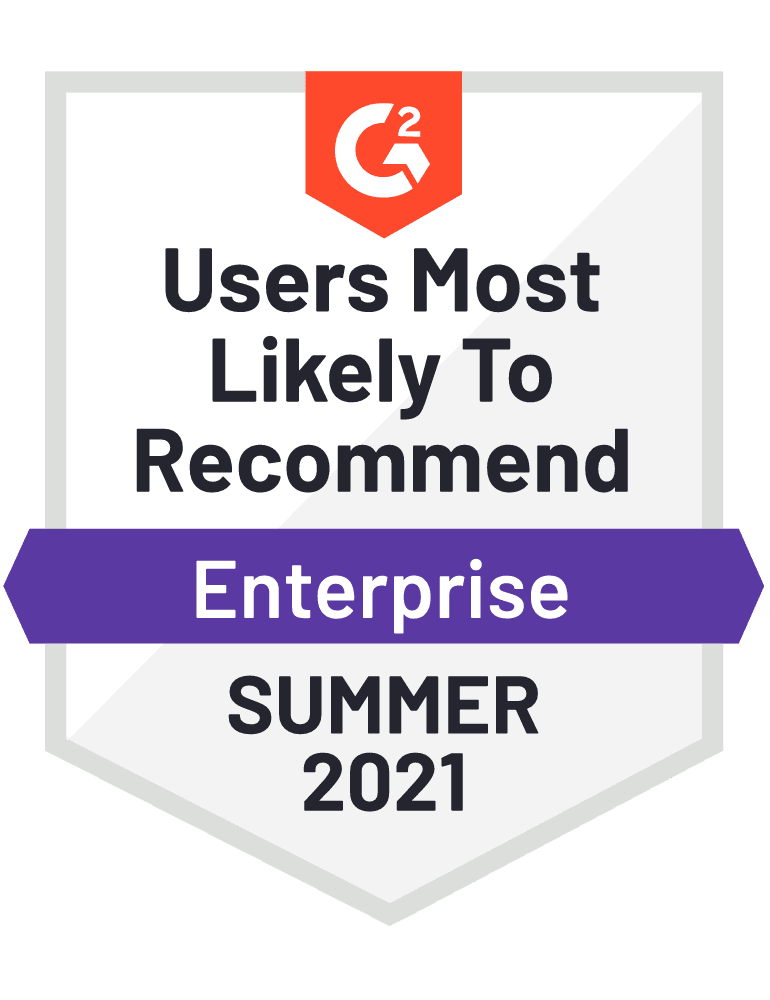 G2
Users Most
Likely To
Recommend
Enterprise
SUMMER
2021